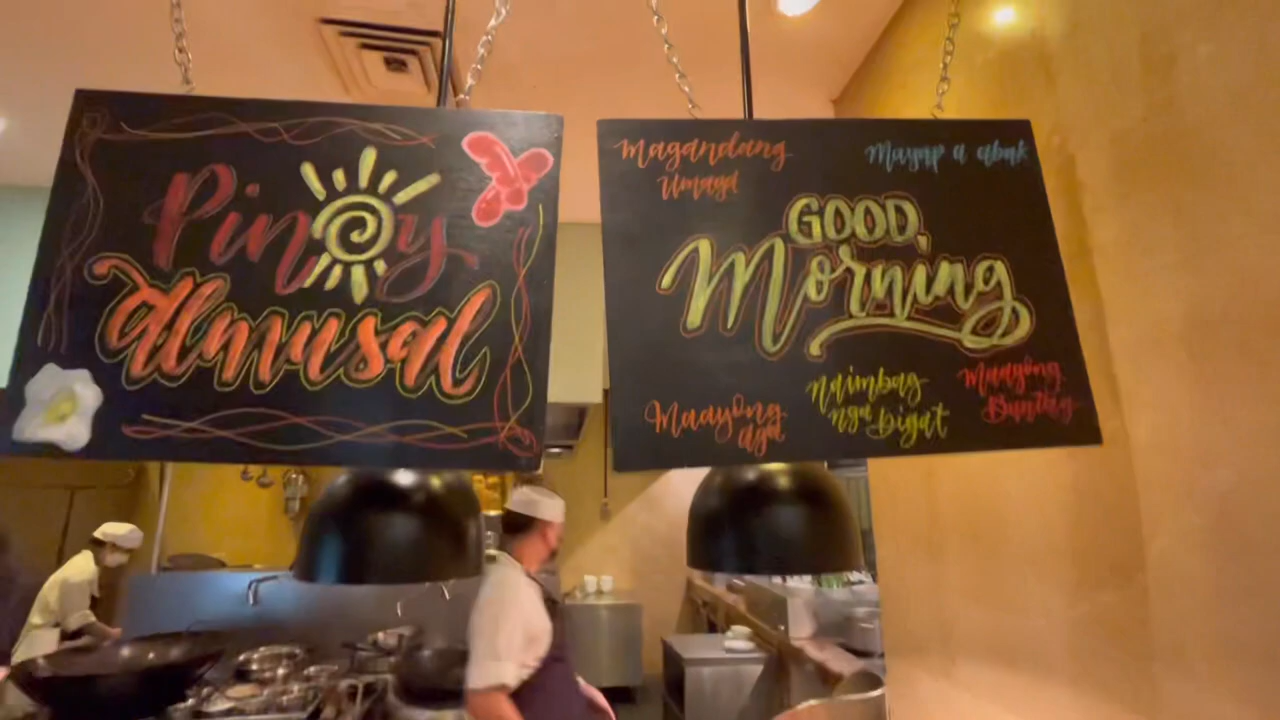 Pinoy
almusal
Magandang
Umaga
Mayap a abak
GOOD,
Morning
Maayong
aga
Naimbag
nga Bigat
Maayong
Buntag